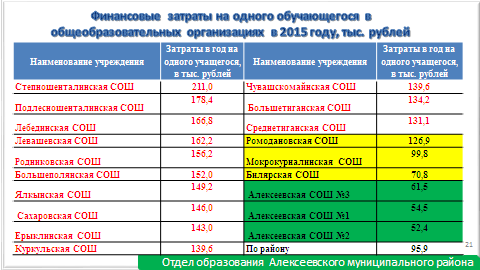 Финансовые затраты на одного обучающегося в
общеобразовательных организациях в 2015 году, тыс. рублей
Наименование учреждения | Затраты в год на одного учащегося, в тыс. рублей | Наименование учреждения | Затраты в год на одного учащегося, в тыс. рублей
Степношенталинская СОШ | 211,0 | Чувашскомайнская СОШ | 139,6
Подлесношенталинская СОШ | 178,4 | Большетиганская СОШ | 134,2
Лебединская СОШ | 166,8 | Среднетиганская СОШ | 131,1
Левашевская СОШ | 162,2 | Ромодановская СОШ | 126,9
Родниковская СОШ | 156,2 | Мокрокурналинская СОШ | 99,8
Большеполянская СОШ | 152,0 | Билярская СОШ | 70,8
Ялкынская СОШ | 149,2 | Алексеевская СОШ №3 | 61,5
Сахаровская СОШ | 146,0 | Алексеевская СОШ №1 | 54,5
Ерыклинская СОШ | 143,0 | Алексеевская СОШ №2 | 52,4
Куркульская СОШ | 139,6 | По району | 95,9
21
Отдел образования Алексеевского муниципального района